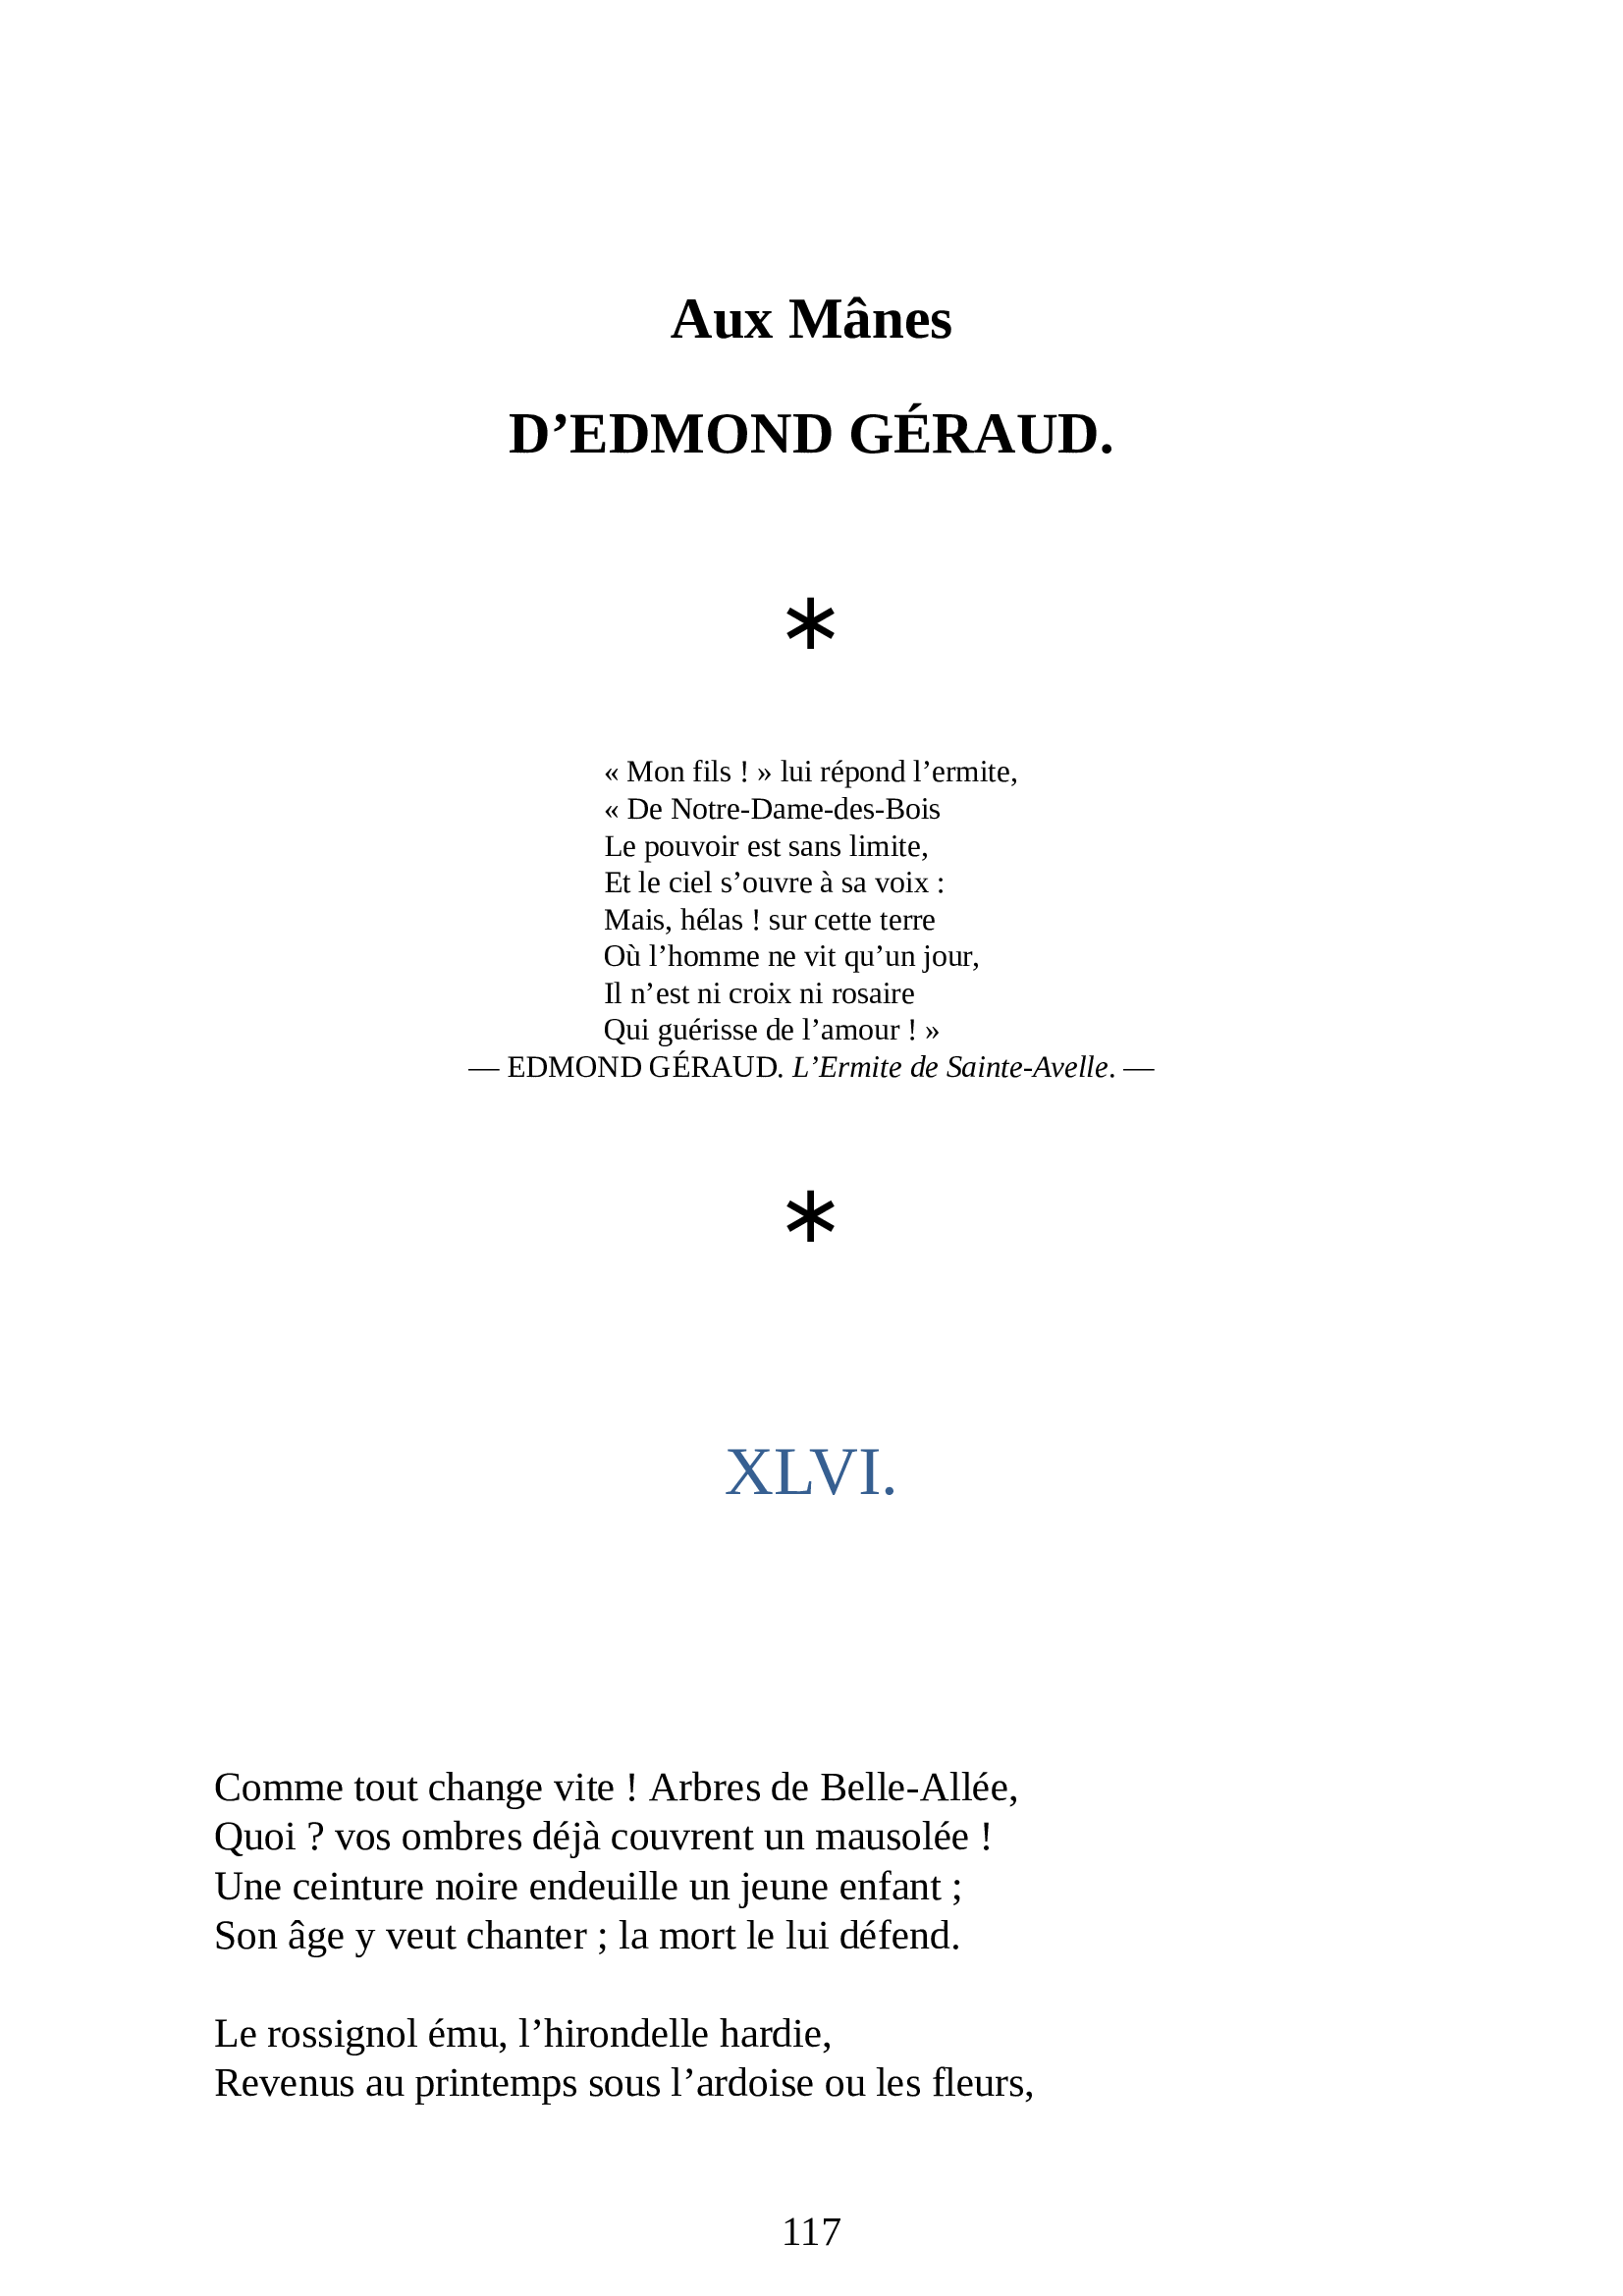 Aux Mânes
D’EDMOND GÉRAUD.
*
« Mon fils ! » lui répond l’ermite,
« De Notre-Dame-des-Bois
Le pouvoir est sans limite,
Et le ciel s’ouvre à sa voix :
Mais, hélas ! sur cette terre
Où l’homme ne vit qu’un jour,
Il n’est ni croix ni rosaire
Qui guérisse de l’amour ! »
— EDMOND GÉRAUD. L’Ermite de Sainte-Avelle. —
*
XLVI.
Comme tout change vite ! Arbres de Belle-Allée,
Quoi ? vos ombres déjà couvrent un mausolée !
Une ceinture noire endeuille un jeune enfant ;
Son âge y veut chanter ; la mort le lui défend.
Le rossignol ému, l’hirondelle hardie,
Revenus au printemps sous l’ardoise ou les fleurs,
117